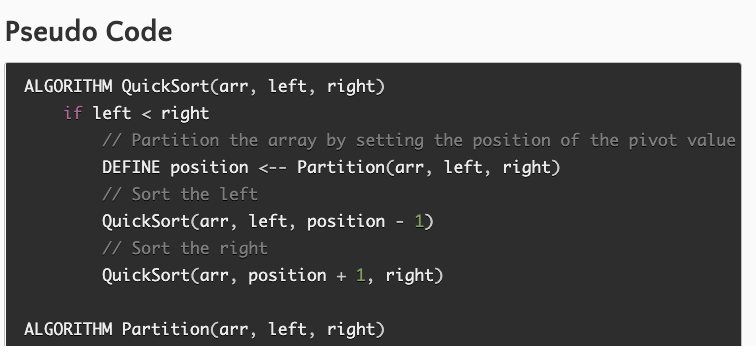 Pseudo Code
ALGORITHM QuickSort(arr, left, right)
    if left < right
        // Partition the array by setting the position of the pivot value
        DEFINE position <-- Partition(arr, left, right)
        // Sort the left
        QuickSort(arr, left, position - 1)
        // Sort the right
        QuickSort(arr, position + 1, right)
ALGORITHM Partition(arr, left, right)